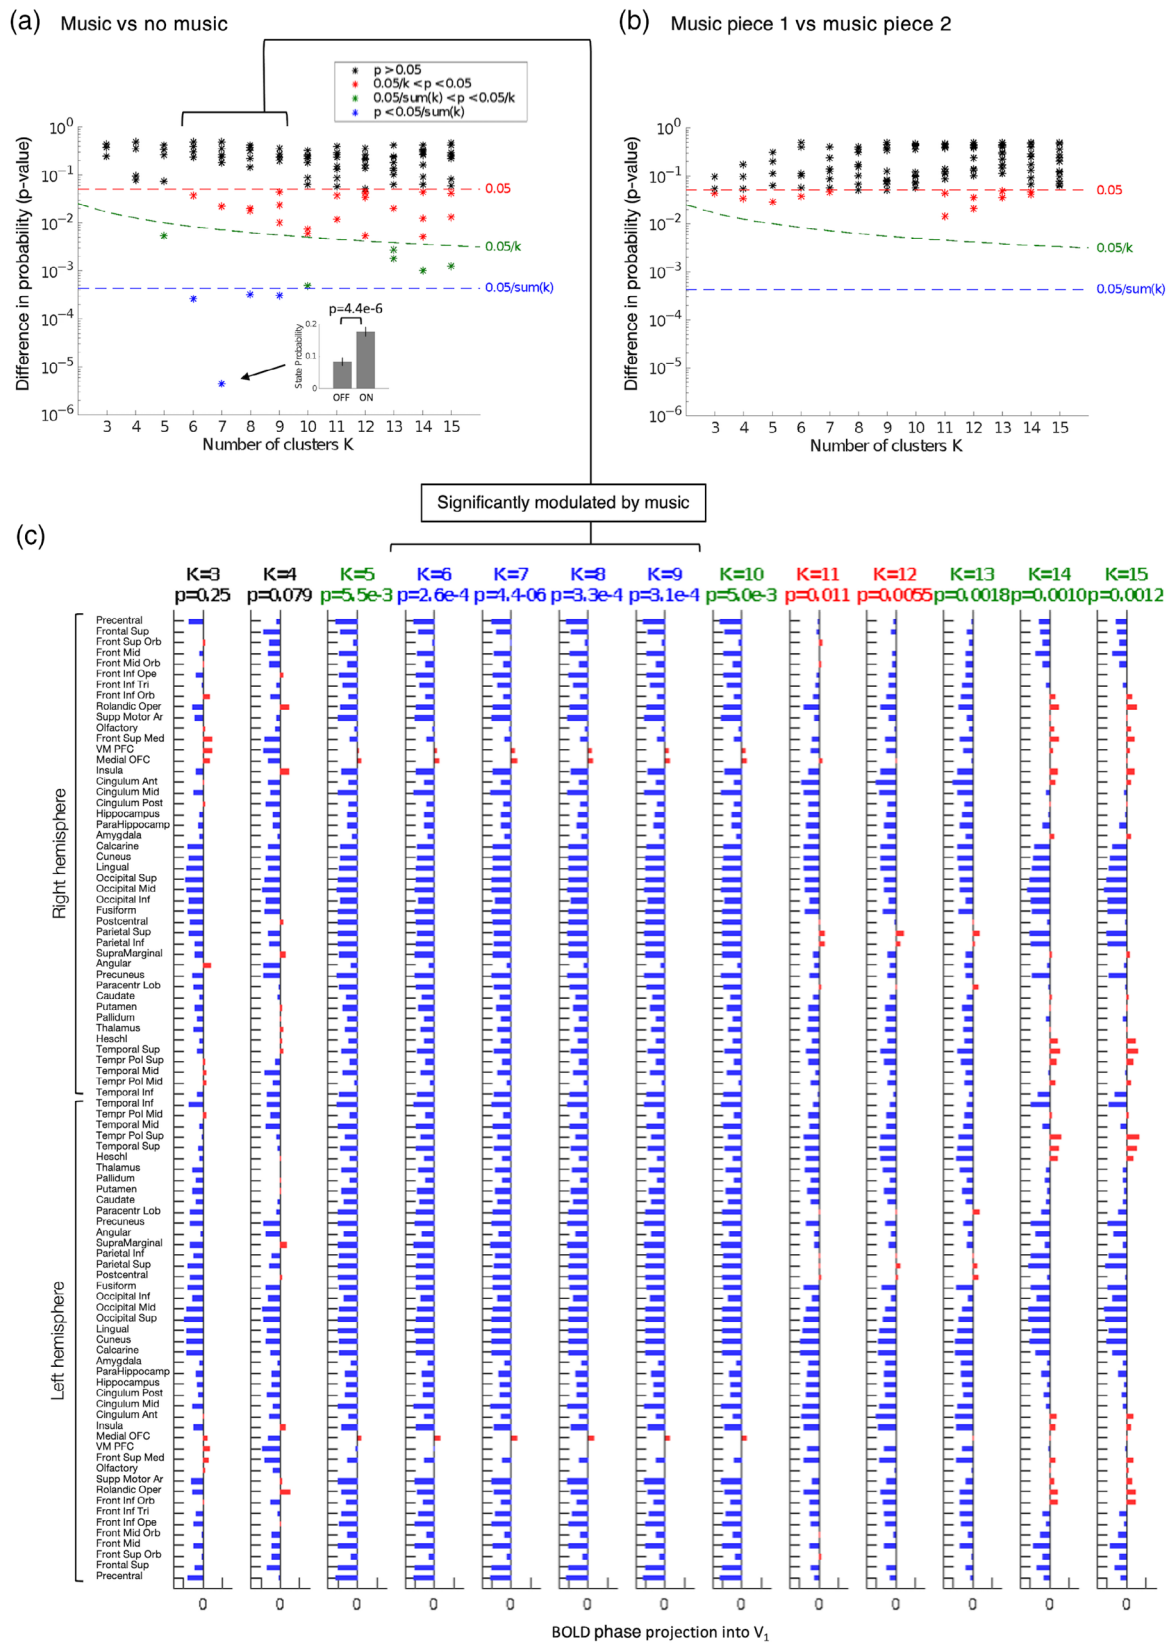 (a) Music vs no music
(b) Music piece 1 vs music piece 2
p > 0.05
0.05/k < p < 0.05
0.05/sum(k) < p < 0.05/k
p < 0.05/sum(k)
Difference in probability (p-value)
10⁰
10⁻¹
10⁻²
10⁻³
10⁻⁴
10⁻⁵
10⁻⁶
0.05
0.05/k
0.05/sum(k)
p=4.4e-6
State Probability
0.2
0.1
0
OFF ON
3 4 5 6 7 8 9 10 11 12 13 14 15
Number of clusters K
Difference in probability (p-value)
10⁰
10⁻¹
10⁻²
10⁻³
10⁻⁴
10⁻⁵
10⁻⁶
0.05
0.05/k
0.05/sum(k)
3 4 5 6 7 8 9 10 11 12 13 14 15
Number of clusters K
Significantly modulated by music
(c)
K=3 K=4 K=5 K=6 K=7 K=8 K=9 K=10 K=11 K=12 K=13 K=14 K=15
p=0.25 p=0.079 p=5.5e-3 p=2.6e-4 p=4.4-06 p=3.3e-4 p=3.1e-4 p=5.0e-3 p=0.011 p=0.0055 p=0.0018 p=0.0010 p=0.0012
Right hemisphere
Precentral
Frontal Sup
Front Sup Orb
Front Mid
Front Mid Orb
Front Inf Ope
Front Inf Tri
Front Inf Orb
Rolandic Oper
Supp Motor Ar
Olfactory
Front Sup Med
VM PFC
Medial OFC
Insula
Cingulum Ant
Cingulum Mid
Cingulum Post
Hippocampus
ParaHippocamp
Amygdala
Calcarine
Cuneus
Lingual
Occipital Sup
Occipital Mid
Occipital Inf
Fusiform
Postcentral
Parietal Sup
Parietal Inf
SupraMarginal
Angular
Precuneus
Paracentr Lob
Caudate
Putamen
Pallidum
Thalamus
Heschl
Temporal Sup
Tempr Pol Sup
Temporal Mid
Tempr Pol Mid
Temporal Inf
Left hemisphere
Temporal Inf
Tempr Pol Mid
Temporal Mid
Tempr Pol Sup
Temporal Sup
Heschl
Thalamus
Pallidum
Putamen
Caudate
Paracentr Lob
Precuneus
Angular
SupraMarginal
Parietal Inf
Parietal Sup
Postcentral
Fusiform
Occipital Inf
Occipital Mid
Occipital Sup
Lingual
Cuneus
Calcarine
Amygdala
ParaHippocamp
Hippocampus
Cingulum Post
Cingulum Mid
Cingulum Ant
Insula
Medial OFC
VM PFC
Front Sup Med
Olfactory
Supp Motor Ar
Rolandic Oper
Front Inf Orb
Front Inf Tri
Front Inf Ope
Front Mid Orb
Front Mid
Front Sup Orb
Frontal Sup
Precentral
0 0 0 0 0 0 0 0 0 0 0 0 0
BOLD phase projection into V₁